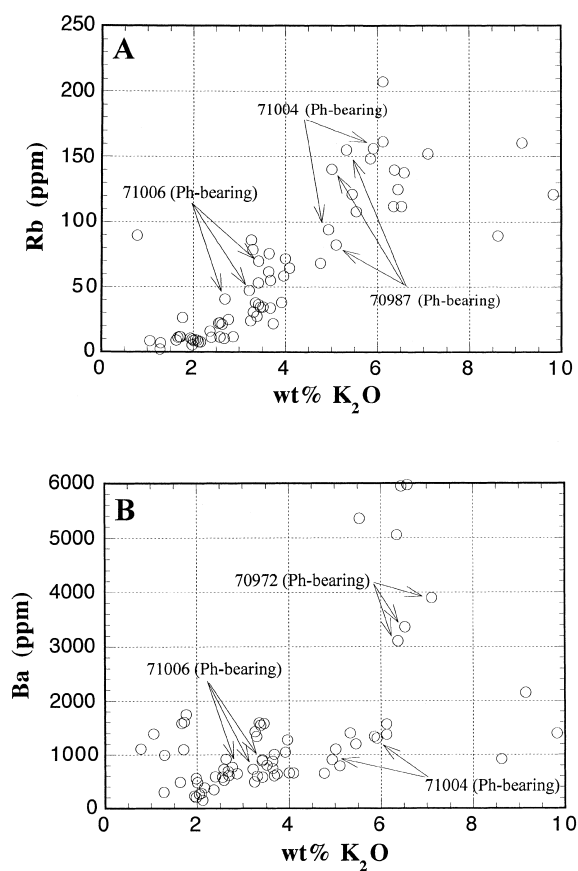 A
250
200
150
100
50
0
Rb (ppm)
71004 (Ph-bearing)
71006 (Ph-bearing)
70987 (Ph-bearing)
0 2 4 6 8 10
wt% K2O
B
6000
5000
4000
3000
2000
1000
0
Ba (ppm)
70972 (Ph-bearing)
71006 (Ph-bearing)
71004 (Ph-bearing)
0 2 4 6 8 10
wt% K2O